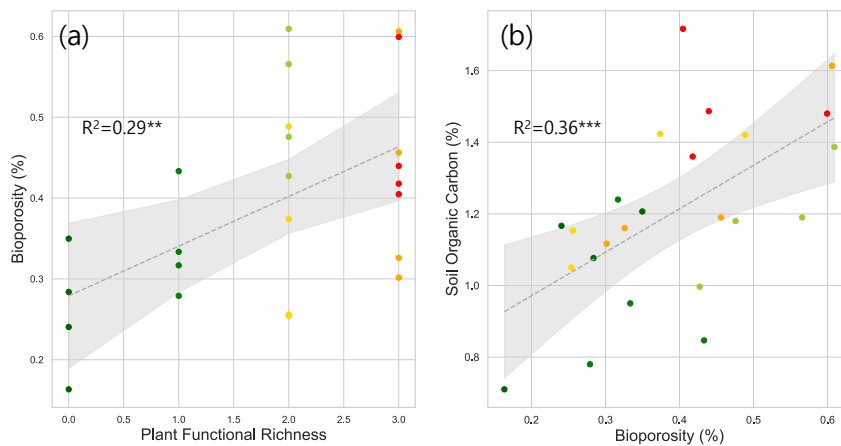 (a)
R²=0.29**
0.6
0.5
0.4
0.3
0.2
Bioporosity (%)
0.0 0.5 1.0 1.5 2.0 2.5 3.0
Plant Functional Richness
(b)
R²=0.36***
1.6
1.4
1.2
1.0
0.8
Soil Organic Carbon (%)
0.2 0.3 0.4 0.5 0.6
Bioporosity (%)